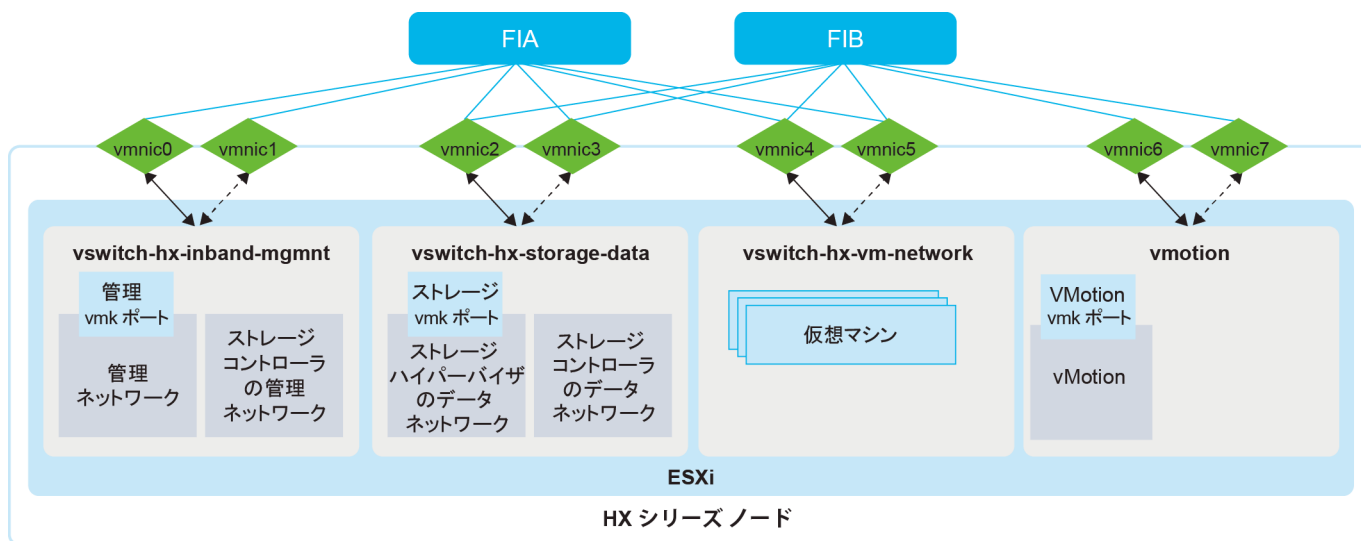 FIA
FIB
vmnic0
vmnic1
vmnic2
vmnic3
vmnic4
vmnic5
vmnic6
vmnic7
vswitch-hx-inband-mgmnt
管理
vmk ポート
管理
ネットワーク
ストレージ
コントローラ
の管理
ネットワーク
vswitch-hx-storage-data
ストレージ
vmk ポート
ストレージ
ハイパーバイザ
のデータ
ネットワーク
ストレージ
コントローラ
のデータ
ネットワーク
vswitch-hx-vm-network
仮想マシン
vmotion
VMotion
vmk ポート
vMotion
ESXi
HX シリーズ ノード